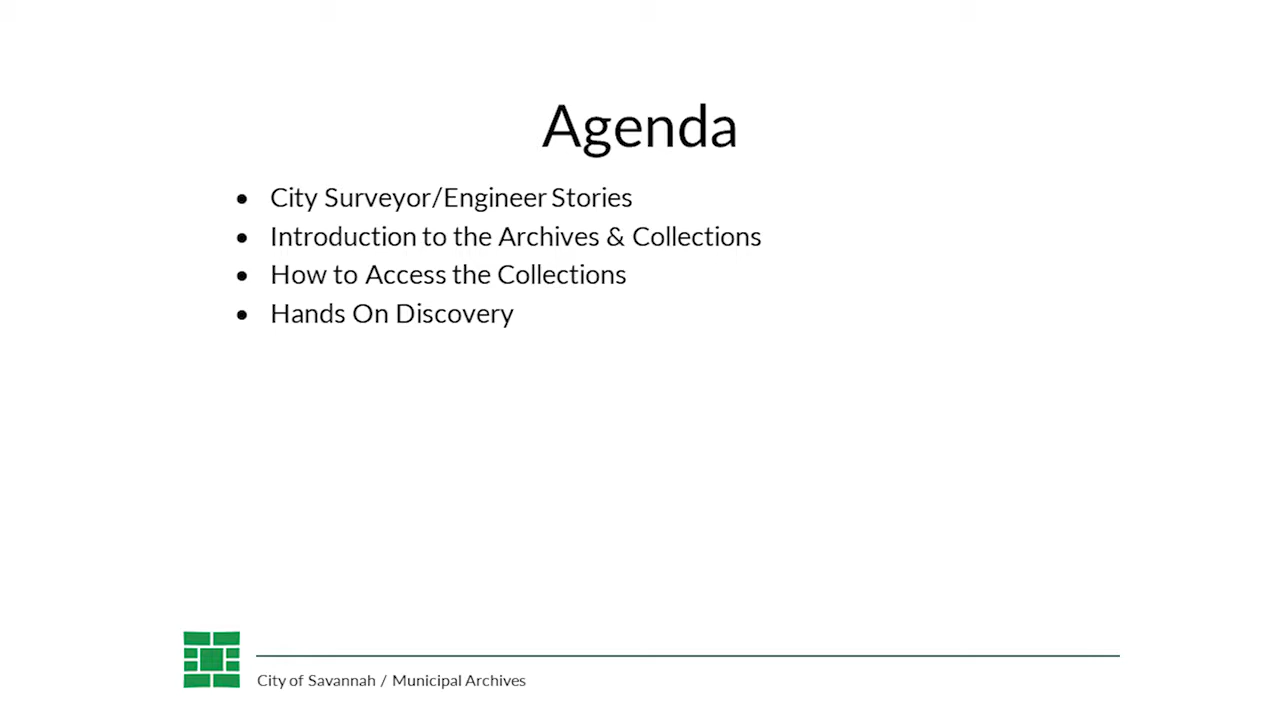 Agenda
• City Surveyor/Engineer Stories
• Introduction to the Archives & Collections
• How to Access the Collections
• Hands On Discovery
City of Savannah / Municipal Archives